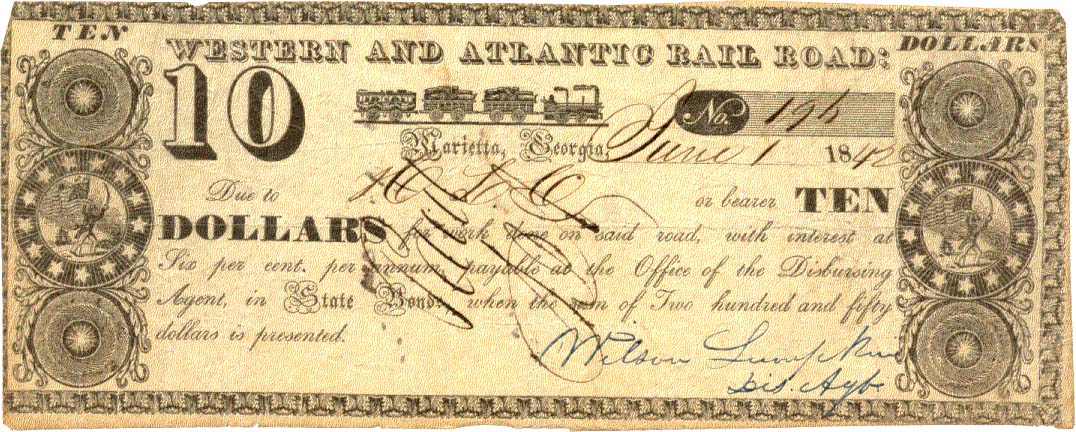 TEN DOLLARS
WESTERN AND ATLANTIC RAIL ROAD:
10
No. 196
Marietta, Georgia, June 1 1842
Due to or bearer TEN
DOLLARS for work done on said road, with interest at
Six per cent. per annum, payable at the Office of the Disbursing
Agent, in State Bonds, when the sum of Two hundred and fifty
dollars is presented.
Wilson Lumpkin
Dis. Agt